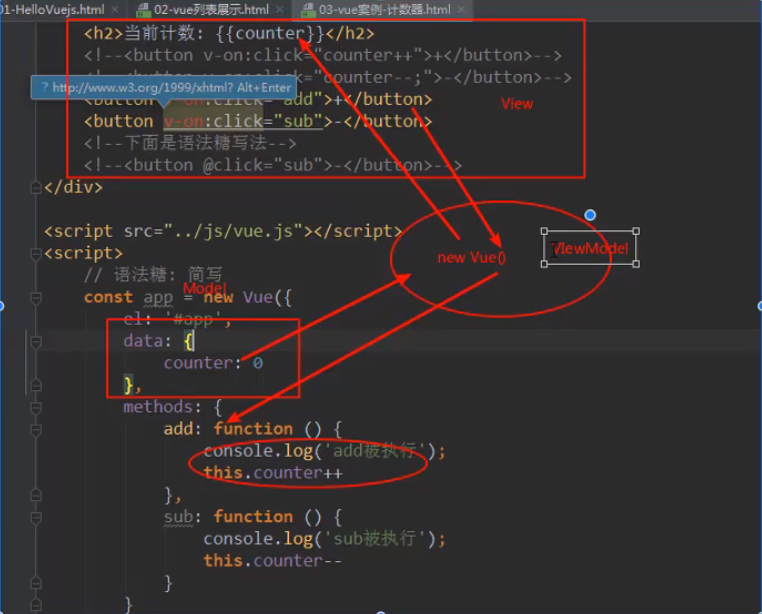 01-HelloVuejs.html × 02-vue列表展示.html × 03-vue案例-计数器.html ×
<h2>当前计数: {{counter}}</h2>
<!--<button v-on:click="counter++">+</button>-->
<!--<button v-on:click="counter--;">-</button>-->
? http://www.w3.org/1999/xhtml? Alt+Enter
<button v-on:click="add">+</button>
View
<button v-on:click="sub">-</button>
<!--下面是语法糖写法-->
<!--<button @click="sub">-</button>-->
</div>
<script src="../js/vue.js"></script>
<script>
new Vue()
ViewModel
// 语法糖: 简写
Model
const app = new Vue({
el: '#app',
data: {
counter: 0
},
methods: {
add: function () {
console.log('add被执行');
this.counter++
},
sub: function () {
console.log('sub被执行');
this.counter--
}
}